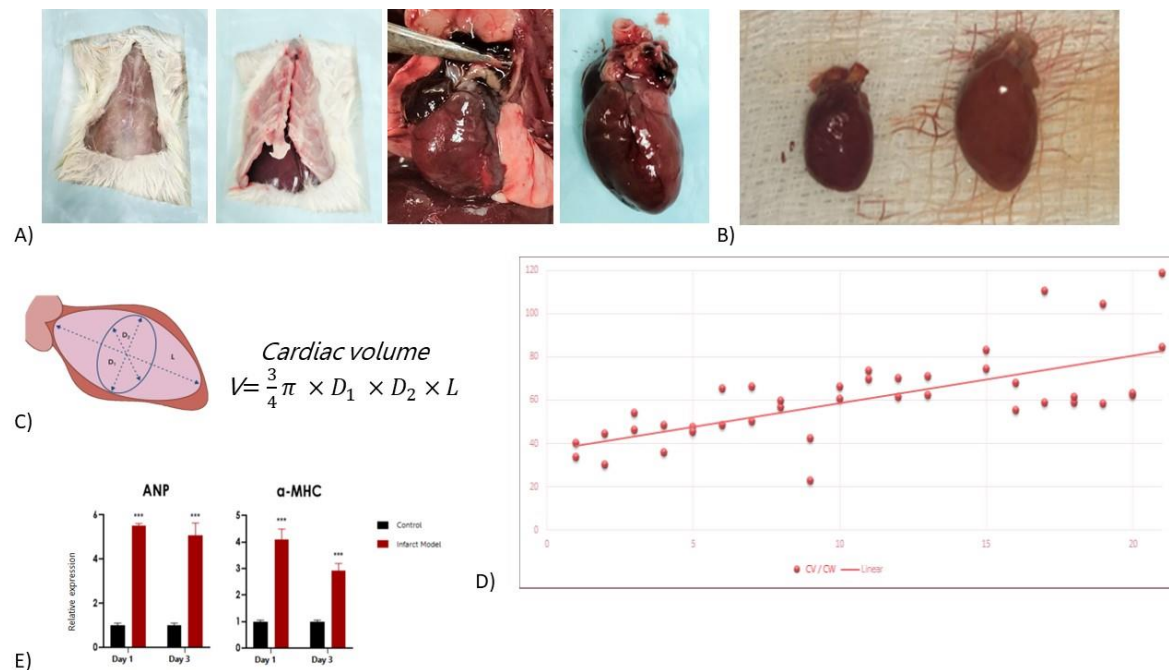 A)
B)
D₂
D₁
L
C)
Cardiac volume
V= 3/4 π × D₁ × D₂ × L
120
100
80
60
40
20
0
0 5 10 15 20
CV / CW Linear
D)
ANP
α-MHC
Relative expression
6
4
2
0
*** ***
Day 1 Day 3
5
4
3
2
1
0
*** ***
Day 1 Day 3
Control
Infarct Model
E)